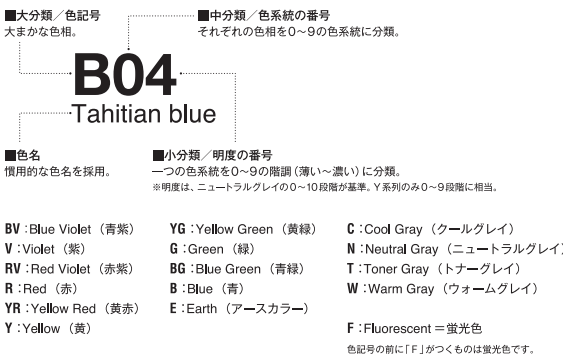 ■大分類／色記号
大まかな色相。
■中分類／色系統の番号
それぞれの色相を0〜9の色系統に分類。
B04
Tahitian blue
■色名
慣用的な色名を採用。
■小分類／明度の番号
一つの色系統を0〜9の階調（薄い〜濃い）に分類。
※明度は、ニュートラルグレイの0〜10段階が基準。Y系列のみ0〜9段階に相当。
BV：Blue Violet（青紫）
V：Violet（紫）
RV：Red Violet（赤紫）
R：Red（赤）
YR：Yellow Red（黄赤）
Y：Yellow（黄）
YG：Yellow Green（黄緑）
G：Green（緑）
BG：Blue Green（青緑）
B：Blue（青）
E：Earth（アースカラー）
C：Cool Gray（クールグレイ）
N：Neutral Gray（ニュートラルグレイ）
T：Toner Gray（トナーグレイ）
W：Warm Gray（ウォームグレイ）
F：Fluorescent＝蛍光色
色記号の前に「F」がつくものは蛍光色です。